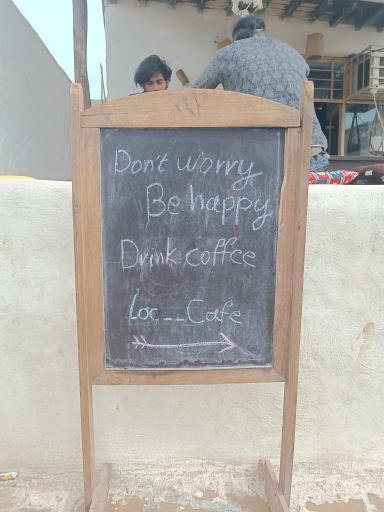 Don't worry
Be happy
Drink coffee
Loc__Cafe